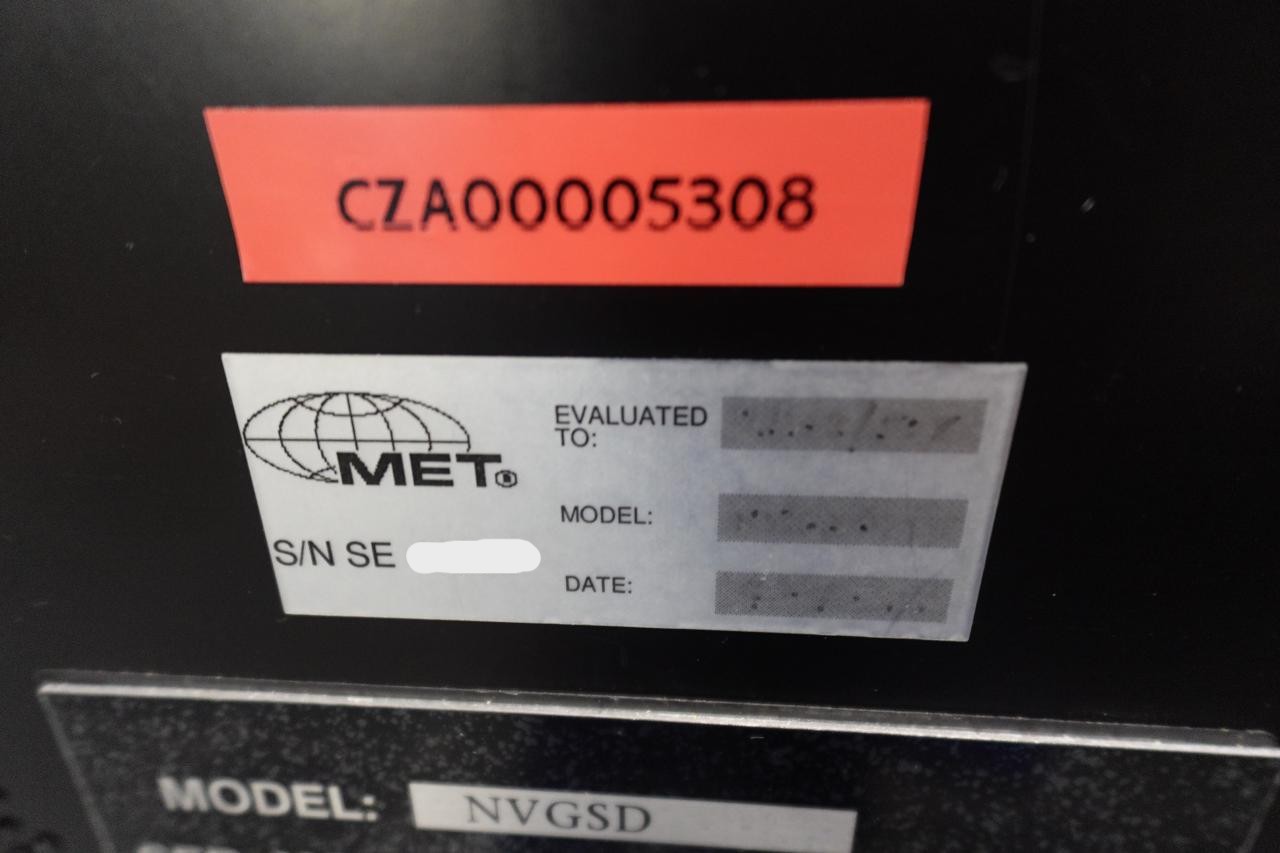 CZA00005308
MET®
EVALUATED
TO:
MODEL:
S/N SE
DATE:
MODEL: NVGSD